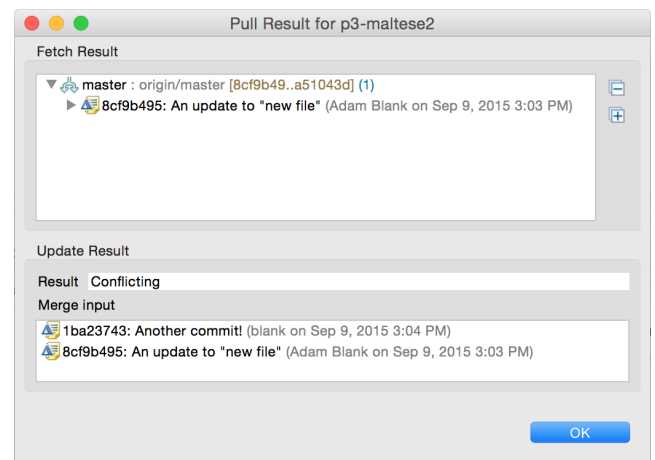 Pull Result for p3-maltese2
Fetch Result
master : origin/master [8cf9b49..a51043d] (1)
8cf9b495: An update to "new file" (Adam Blank on Sep 9, 2015 3:03 PM)
Update Result
Result Conflicting
Merge input
1ba23743: Another commit! (blank on Sep 9, 2015 3:04 PM)
8cf9b495: An update to "new file" (Adam Blank on Sep 9, 2015 3:03 PM)
OK